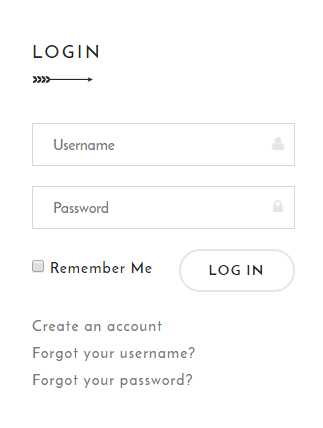 LOGIN
Username
Password
Remember Me
LOG IN
Create an account
Forgot your username?
Forgot your password?